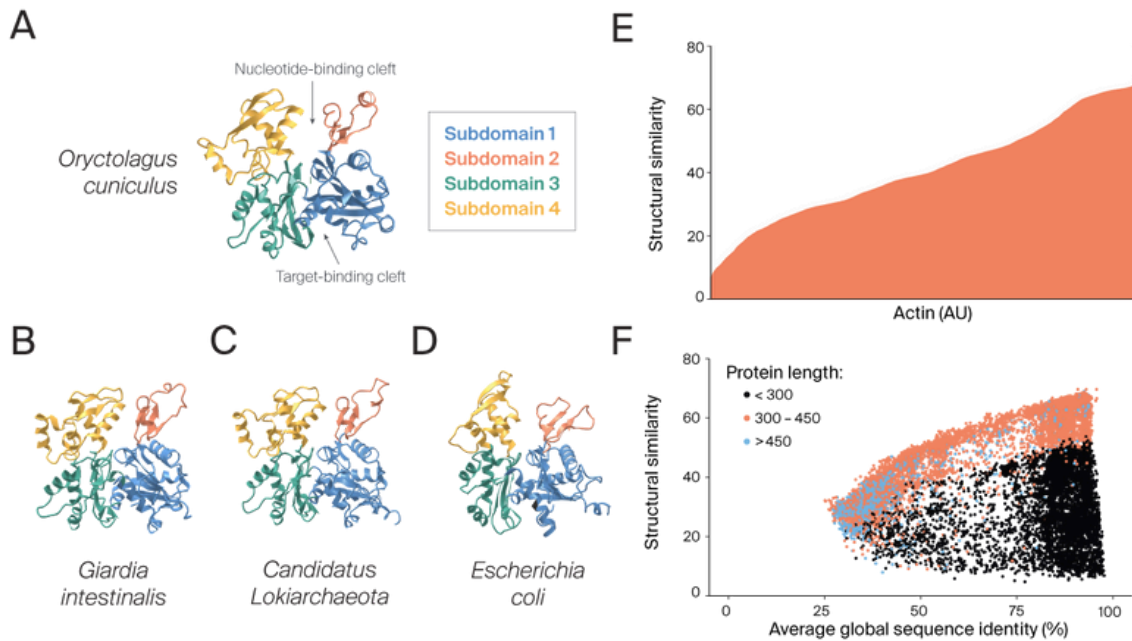 A
Nucleotide-binding cleft
Oryctolagus
cuniculus
Subdomain 1
Subdomain 2
Subdomain 3
Subdomain 4
Target-binding cleft
B
Giardia
intestinalis
C
Candidatus
Lokiarchaeota
D
Escherichia
coli
E
Structural similarity
80
60
40
20
0
Actin (AU)
F
Structural similarity
80
60
40
20
0
Protein length:
< 300
300 – 450
>450
0 25 50 75 100
Average global sequence identity (%)